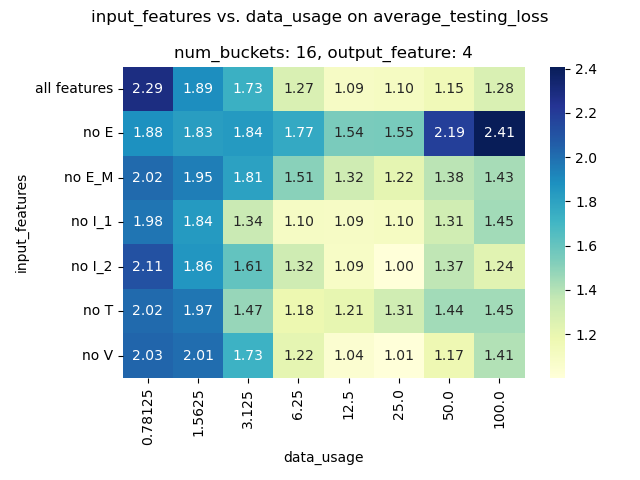 input_features vs. data_usage on average_testing_loss
num_buckets: 16, output_feature: 4
all features 2.29 1.89 1.73 1.27 1.09 1.10 1.15 1.28
no E 1.88 1.83 1.84 1.77 1.54 1.55 2.19 2.41
no E_M 2.02 1.95 1.81 1.51 1.32 1.22 1.38 1.43
no I_1 1.98 1.84 1.34 1.10 1.09 1.10 1.31 1.45
no I_2 2.11 1.86 1.61 1.32 1.09 1.00 1.37 1.24
no T 2.02 1.97 1.47 1.18 1.21 1.31 1.44 1.45
no V 2.03 2.01 1.73 1.22 1.04 1.01 1.17 1.41
0.78125 1.5625 3.125 6.25 12.5 25.0 50.0 100.0
data_usage
input_features
2.4
2.2
2.0
1.8
1.6
1.4
1.2